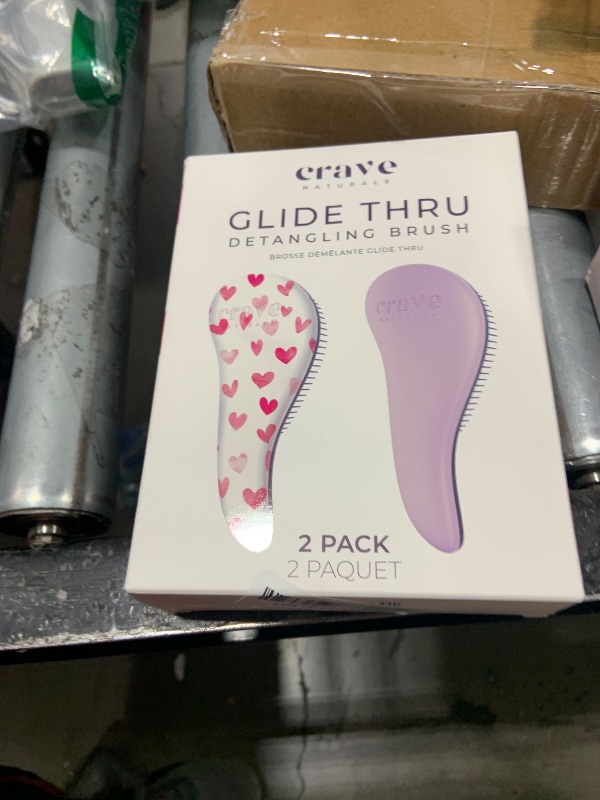 crave
NATURALS
GLIDE THRU
DETANGLING BRUSH
BROSSE DÉMÊLANTE GLIDE THRU
crave
crave
2 PACK
2 PAQUET